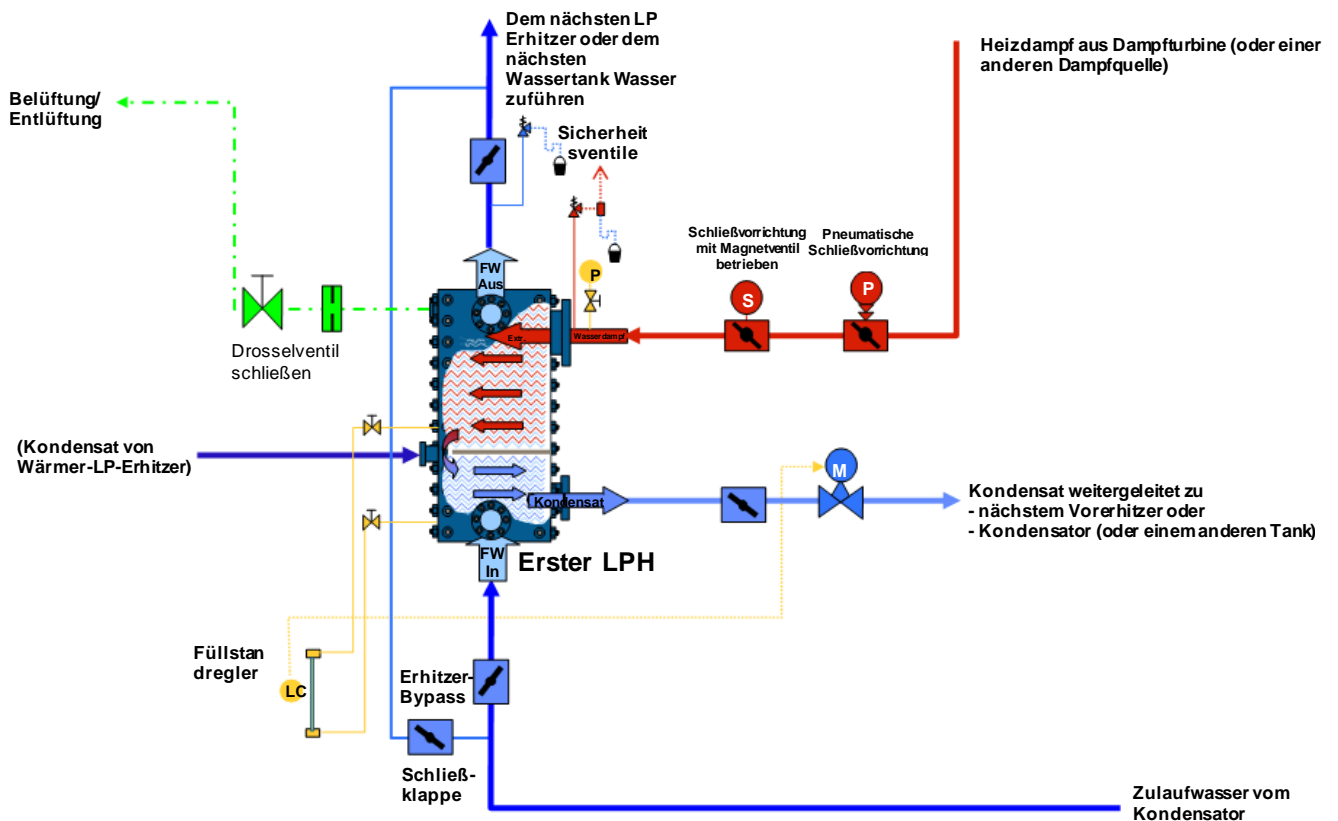 Dem nächsten LP
Erhitzer oder dem
nächsten
Wassertank Wasser
zuführen
Heizdampf aus Dampfturbine (oder einer
anderen Dampfquelle)
Belüftung/
Entlüftung
Sicherheit
sventile
Schließvorrichtung
mit Magnetventil
betrieben
Pneumatische
Schließvorrichtung
P
S
P
FW
Aus
Extr.
Wasserdampf
Drosselventil
schließen
(Kondensat von
Wärmer-LP-Erhitzer)
M
Kondensat
Kondensat weitergeleitet zu
- nächstem Vorerhitzer oder
- Kondensator (oder einem anderen Tank)
FW
In
Erster LPH
Füllstan
dregler
LC
Erhitzer-
Bypass
Schließ-
klappe
Zulaufwasser vom
Kondensator